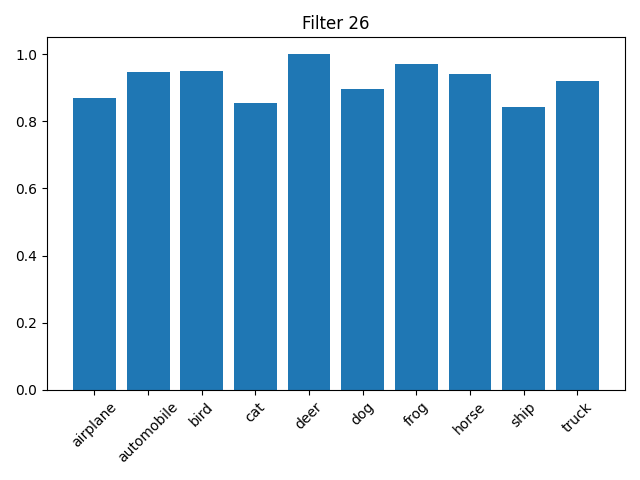 Filter 26
1.0
0.8
0.6
0.4
0.2
0.0
airplane
automobile
bird
cat
deer
dog
frog
horse
ship
truck